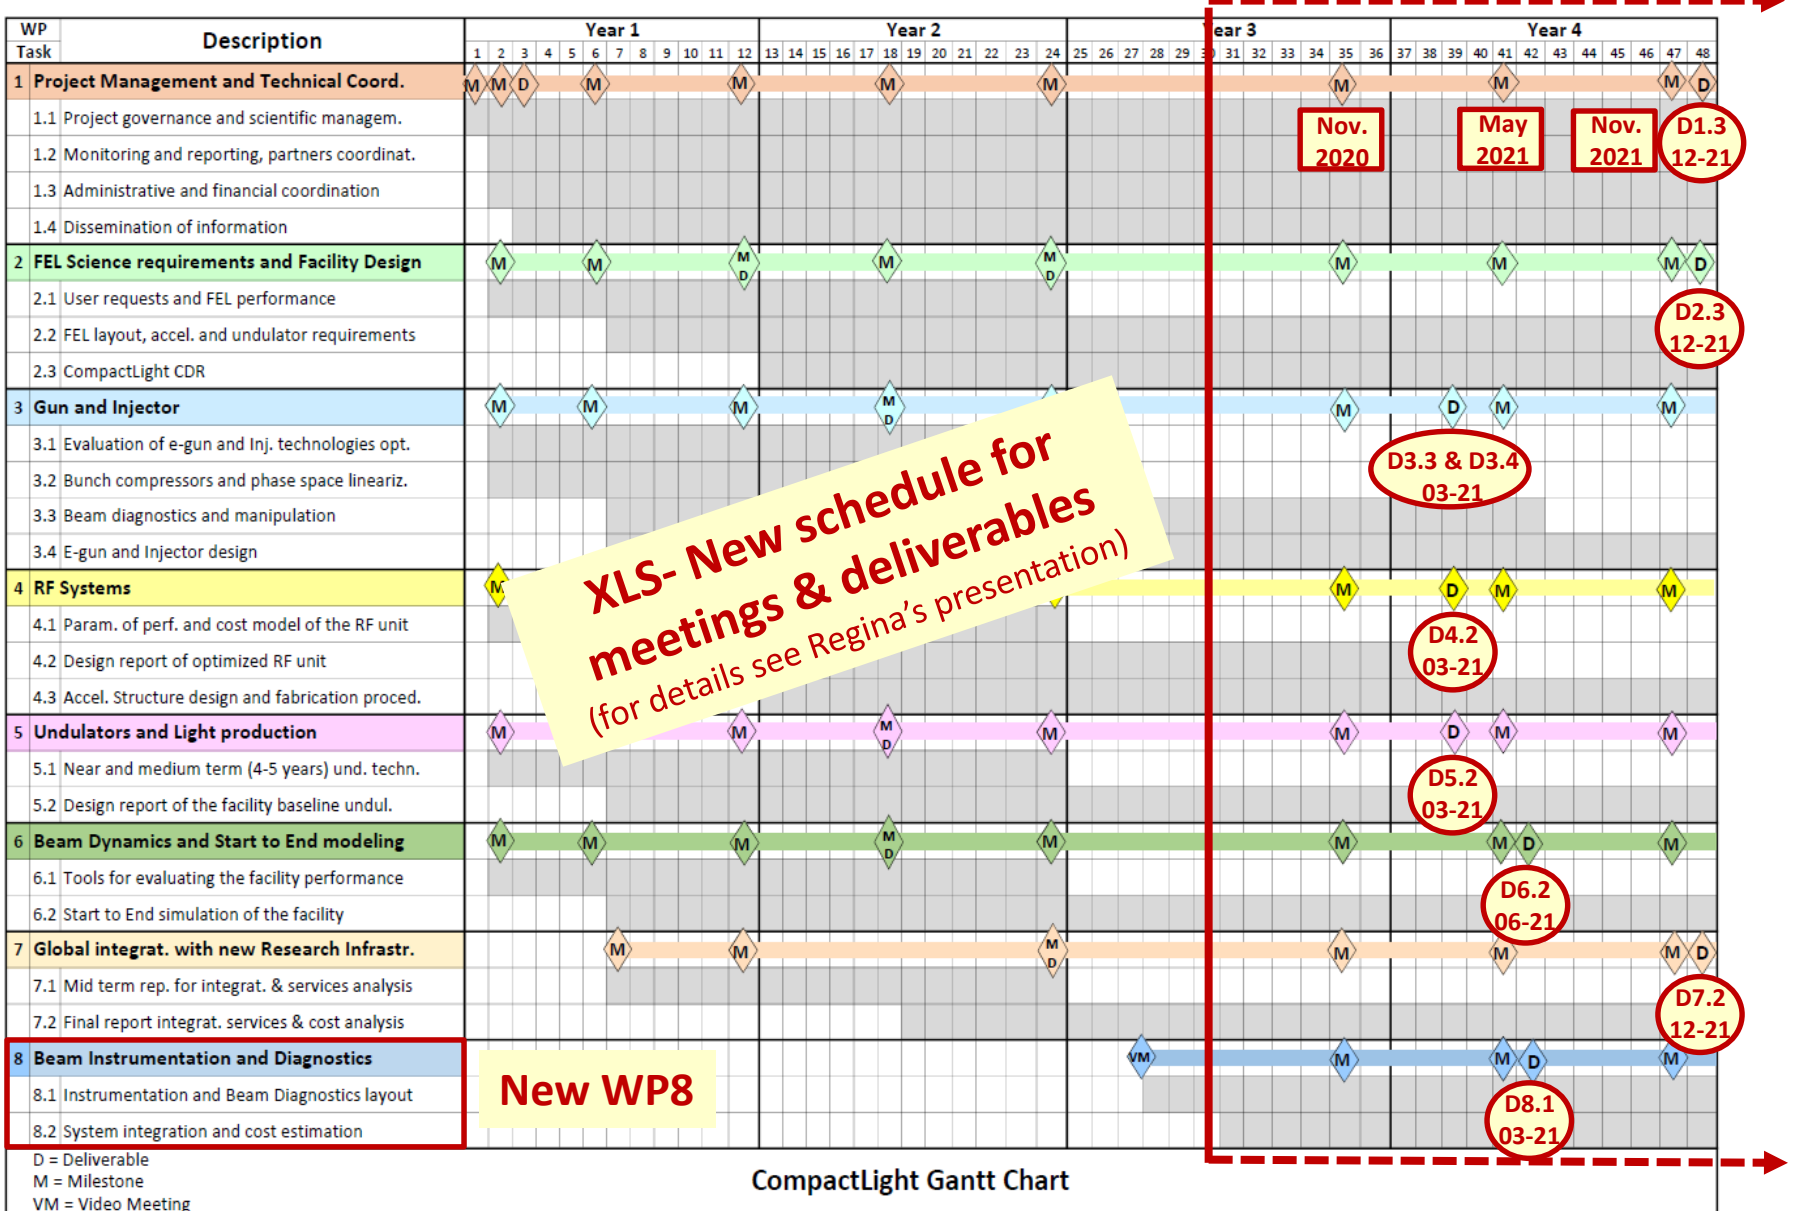 WP Description Year 1 Year 2 Year 3 Year 4
Task 1 2 3 4 5 6 7 8 9 10 11 12 13 14 15 16 17 18 19 20 21 22 23 24 25 26 27 28 29 31 32 33 34 35 36 37 38 39 40 41 42 43 44 45 46 47 48
1 Project Management and Technical Coord. M M D M M M M M M M D
1.1 Project governance and scientific managem.
1.2 Monitoring and reporting, partners coordinat.
1.3 Administrative and financial coordination
1.4 Dissemination of information
Nov.
2020
May
2021
Nov.
2021
D1.3
12-21
2 FEL Science requirements and Facility Design M M M D M M D M M M D
2.1 User requests and FEL performance
2.2 FEL layout, accel. and undulator requirements
2.3 CompactLight CDR
D2.3
12-21
3 Gun and Injector M M M M D M D M M
3.1 Evaluation of e-gun and Inj. technologies opt.
3.2 Bunch compressors and phase space lineariz.
3.3 Beam diagnostics and manipulation
3.4 E-gun and Injector design
D3.3 & D3.4
03-21
XLS- New schedule for
meetings & deliverables
(for details see Regina's presentation)
4 RF Systems M M D M M
4.1 Param. of perf. and cost model of the RF unit
4.2 Design report of optimized RF unit
4.3 Accel. Structure design and fabrication proced.
D4.2
03-21
5 Undulators and Light production M M M D M M D M M
5.1 Near and medium term (4-5 years) und. techn.
5.2 Design report of the facility baseline undul.
D5.2
03-21
6 Beam Dynamics and Start to End modeling M M M M D M M M D M
6.1 Tools for evaluating the facility performance
6.2 Start to End simulation of the facility
D6.2
06-21
7 Global integrat. with new Research Infrastr. M M M D M M M D
7.1 Mid term rep. for integrat. & services analysis
7.2 Final report integrat. services & cost analysis
D7.2
12-21
8 Beam Instrumentation and Diagnostics VM M M D M
8.1 Instrumentation and Beam Diagnostics layout
8.2 System integration and cost estimation
New WP8
D8.1
03-21
D = Deliverable
M = Milestone
VM = Video Meeting
CompactLight Gantt Chart